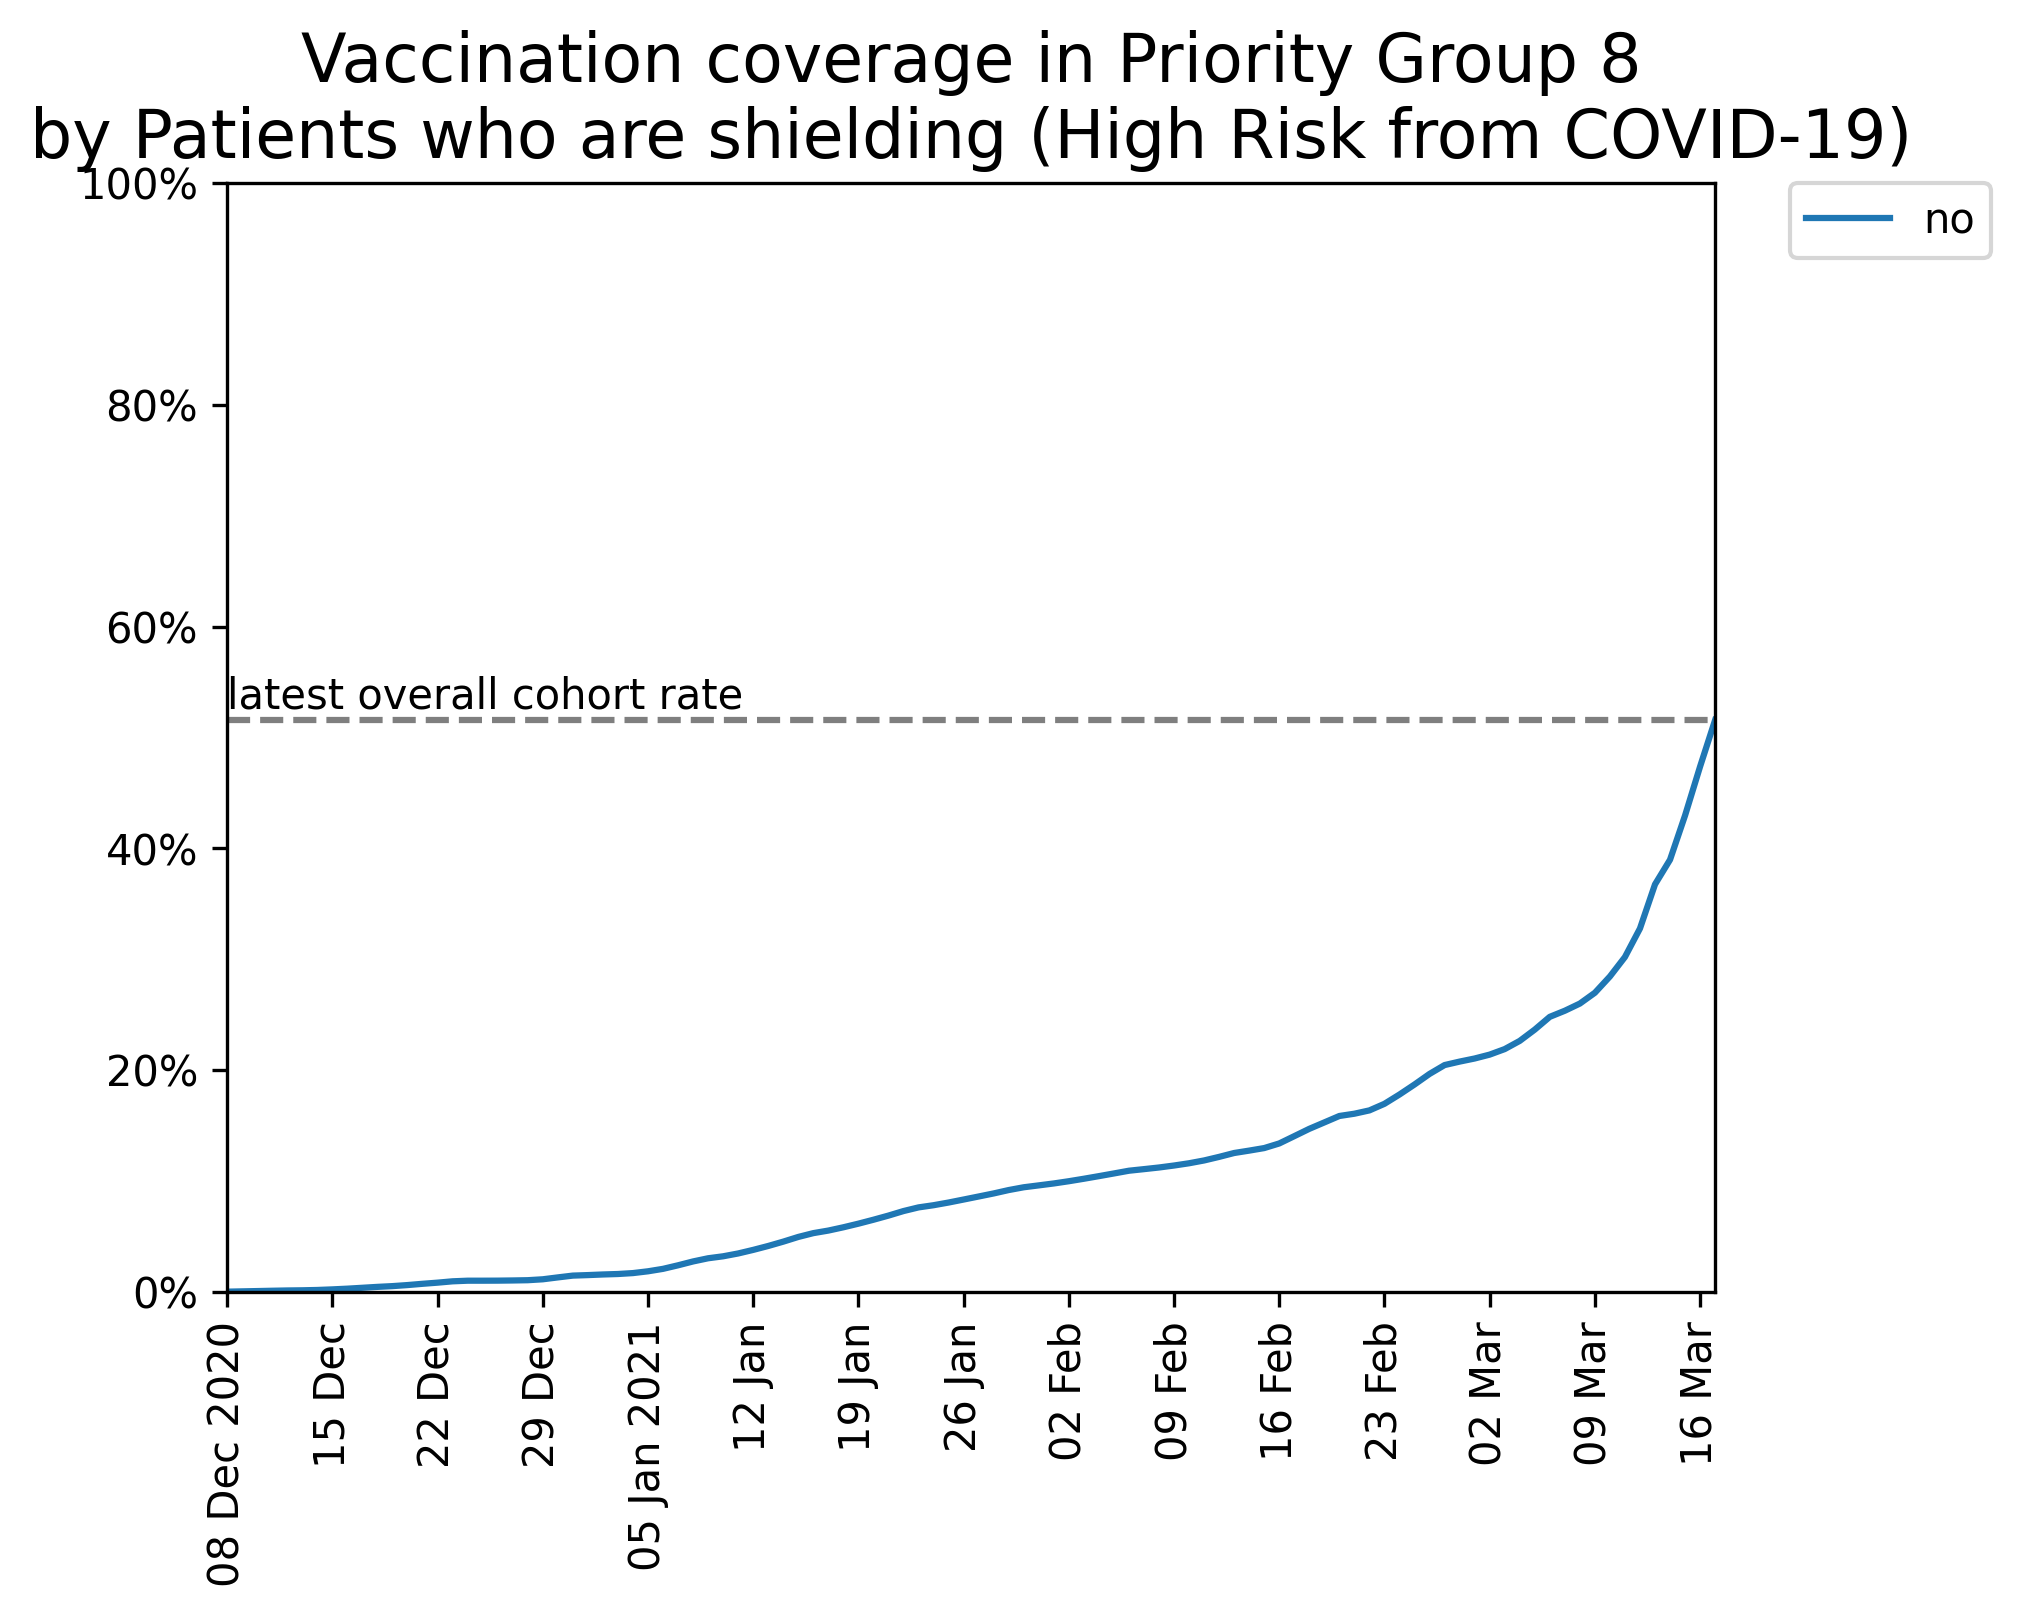 Vaccination coverage in Priority Group 8
by Patients who are shielding (High Risk from COVID-19)
100%
80%
60%
40%
20%
0%
latest overall cohort rate
no
08 Dec 2020
15 Dec
22 Dec
29 Dec
05 Jan 2021
12 Jan
19 Jan
26 Jan
02 Feb
09 Feb
16 Feb
23 Feb
02 Mar
09 Mar
16 Mar